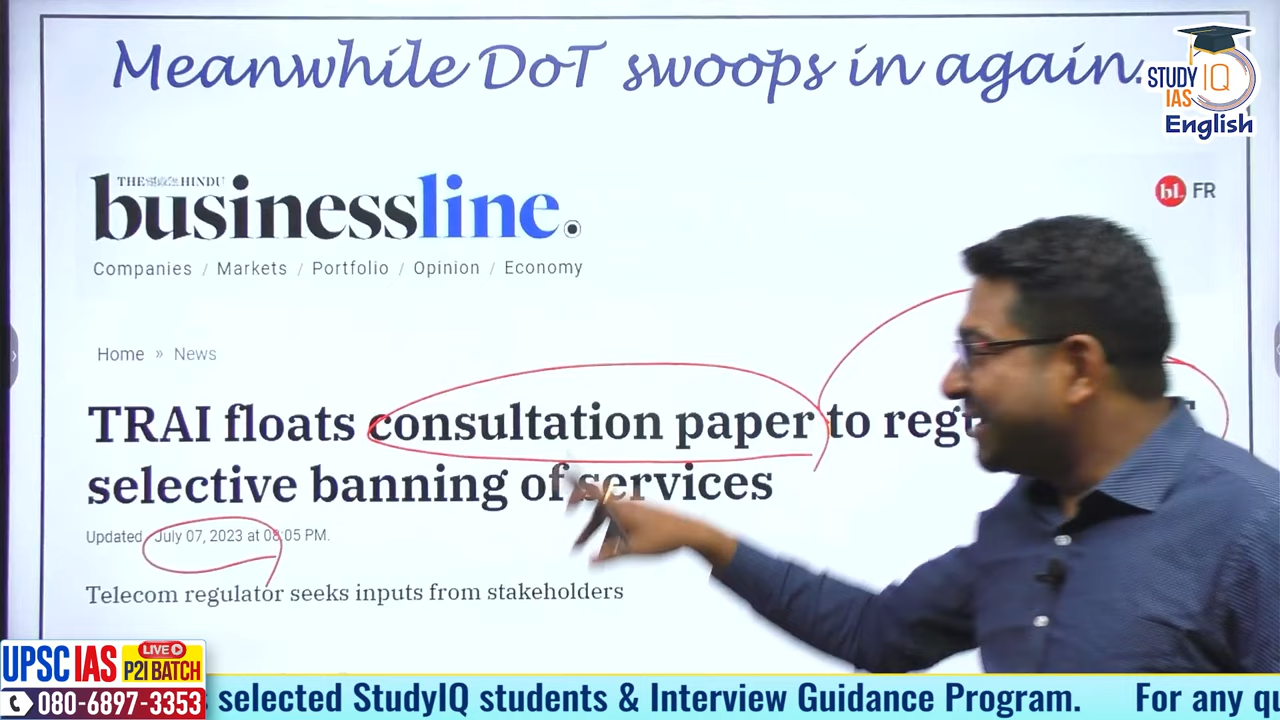 Meanwhile DoT swoops in again.
STUDY IQ
IAS
English
THE HINDU
businessline.
bl. FR
Companies / Markets / Portfolio / Opinion / Economy
Home » News
TRAI floats consultation paper to
selective banning of services
Updated July 07, 2023 at 08:05 PM.
Telecom regulator seeks inputs from stakeholders
UPSC IAS LIVE
P2I BATCH
080-6897-3353
selected StudyIQ students & Interview Guidance Program. For any